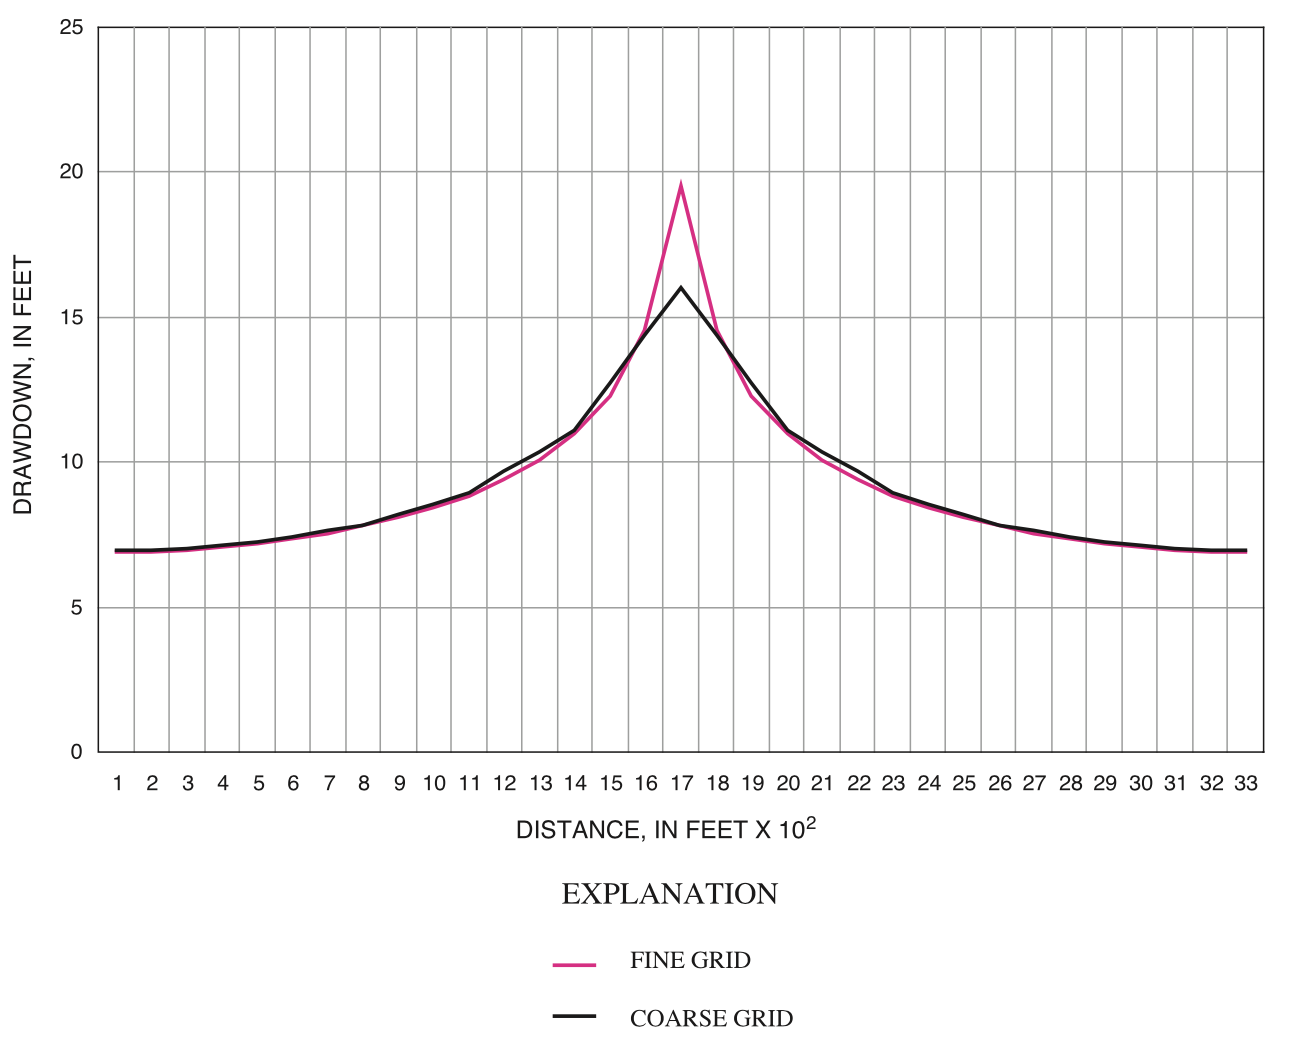 25
20
15
10
5
0
DRAWDOWN, IN FEET
1 2 3 4 5 6 7 8 9 10 11 12 13 14 15 16 17 18 19 20 21 22 23 24 25 26 27 28 29 30 31 32 33
DISTANCE, IN FEET X 10²
EXPLANATION
FINE GRID
COARSE GRID